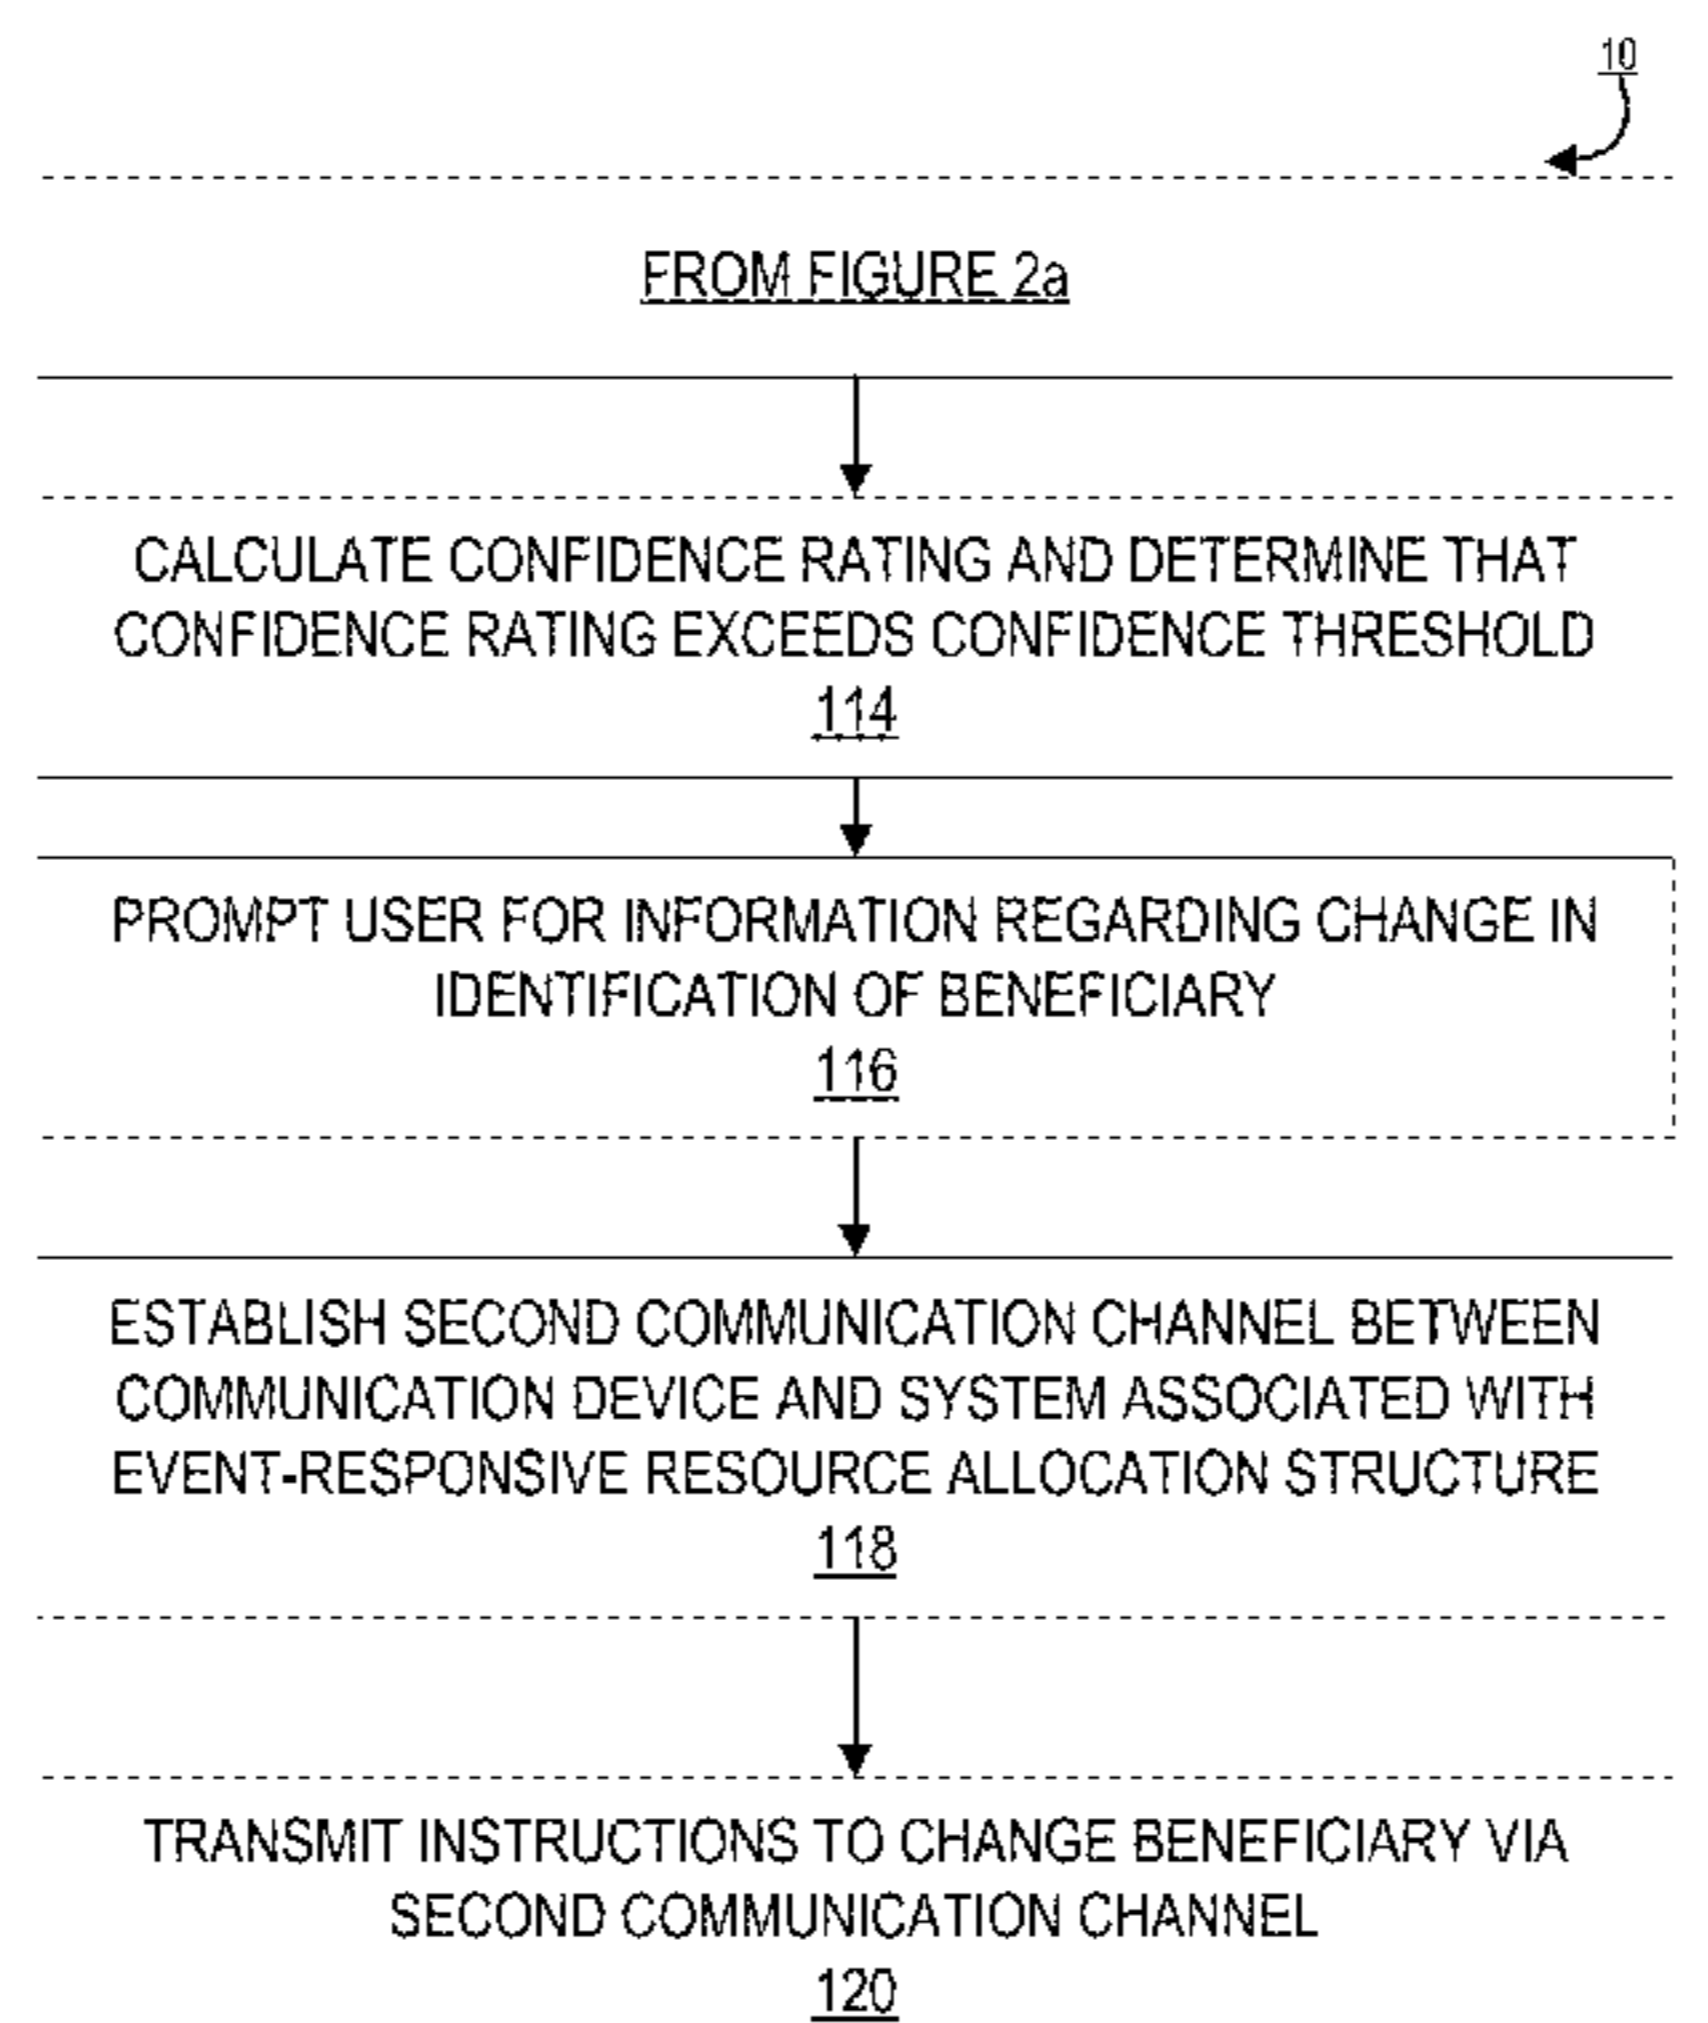 10
FROM FIGURE 2a
CALCULATE CONFIDENCE RATING AND DETERMINE THAT
CONFIDENCE RATING EXCEEDS CONFIDENCE THRESHOLD
114
PROMPT USER FOR INFORMATION REGARDING CHANGE IN
IDENTIFICATION OF BENEFICIARY
116
ESTABLISH SECOND COMMUNICATION CHANNEL BETWEEN
COMMUNICATION DEVICE AND SYSTEM ASSOCIATED WITH
EVENT-RESPONSIVE RESOURCE ALLOCATION STRUCTURE
118
TRANSMIT INSTRUCTIONS TO CHANGE BENEFICIARY VIA
SECOND COMMUNICATION CHANNEL
120